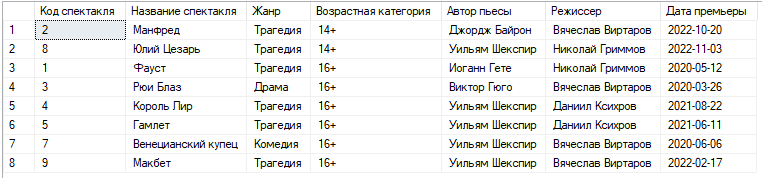 Код спектакля Название спектакля Жанр Возрастная категория Автор пьесы Режиссер Дата премьеры
1 2 Манфред Трагедия 14+ Джордж Байрон Вячеслав Виртаров 2022-10-20
2 8 Юлий Цезарь Трагедия 14+ Уильям Шекспир Николай Гриммов 2022-11-03
3 1 Фауст Трагедия 16+ Иоганн Гете Николай Гриммов 2020-05-12
4 3 Рюи Блаз Драма 16+ Виктор Гюго Вячеслав Виртаров 2020-03-26
5 4 Король Лир Трагедия 16+ Уильям Шекспир Даниил Ксихров 2021-08-22
6 5 Гамлет Трагедия 16+ Уильям Шекспир Даниил Ксихров 2021-06-11
7 7 Венецианский купец Комедия 16+ Уильям Шекспир Вячеслав Виртаров 2020-06-06
8 9 Макбет Трагедия 16+ Уильям Шекспир Вячеслав Виртаров 2022-02-17